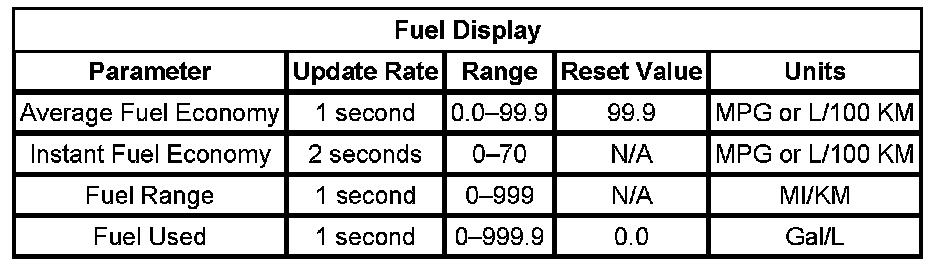 Fuel Display
Parameter Update Rate Range Reset Value Units
Average Fuel Economy 1 second 0.0–99.9 99.9 MPG or L/100 KM
Instant Fuel Economy 2 seconds 0–70 N/A MPG or L/100 KM
Fuel Range 1 second 0–999 N/A MI/KM
Fuel Used 1 second 0–999.9 0.0 Gal/L